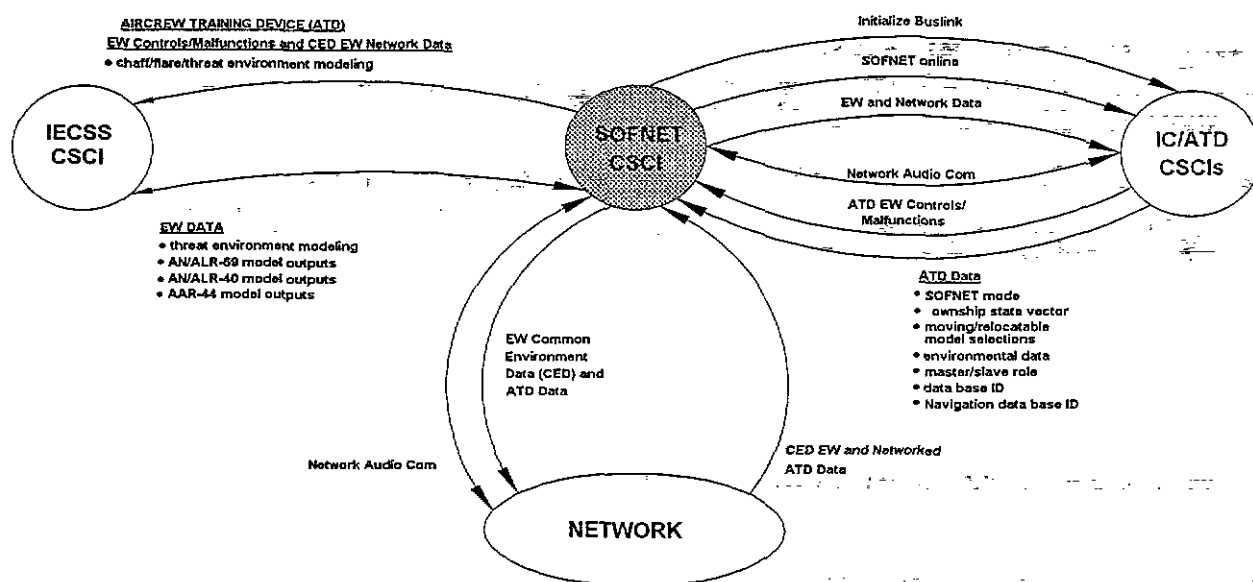 AIRCREW TRAINING DEVICE (ATD)
EW Controls/Malfunctions and CED EW Network Data
• chaff/flare/threat environment modeling
IECSS
CSCI
EW DATA
• threat environment modeling
• AN/ALR-69 model outputs
• AN/ALR-40 model outputs
• AAR-44 model outputs
SOFNET
CSCI
Initialize Buslink
SOFNET online
EW and Network Data
Network Audio Com
ATD EW Controls/
Malfunctions
IC/ATD
CSCIs
ATD Data
• SOFNET mode
• ownship state vector
• moving/relocatable
model selections
• environmental data
• master/slave role
• data base ID
• Navigation data base ID
EW Common
Environment
Data (CED) and
ATD Data
Network Audio Com
CED EW and Networked
ATD Data
NETWORK